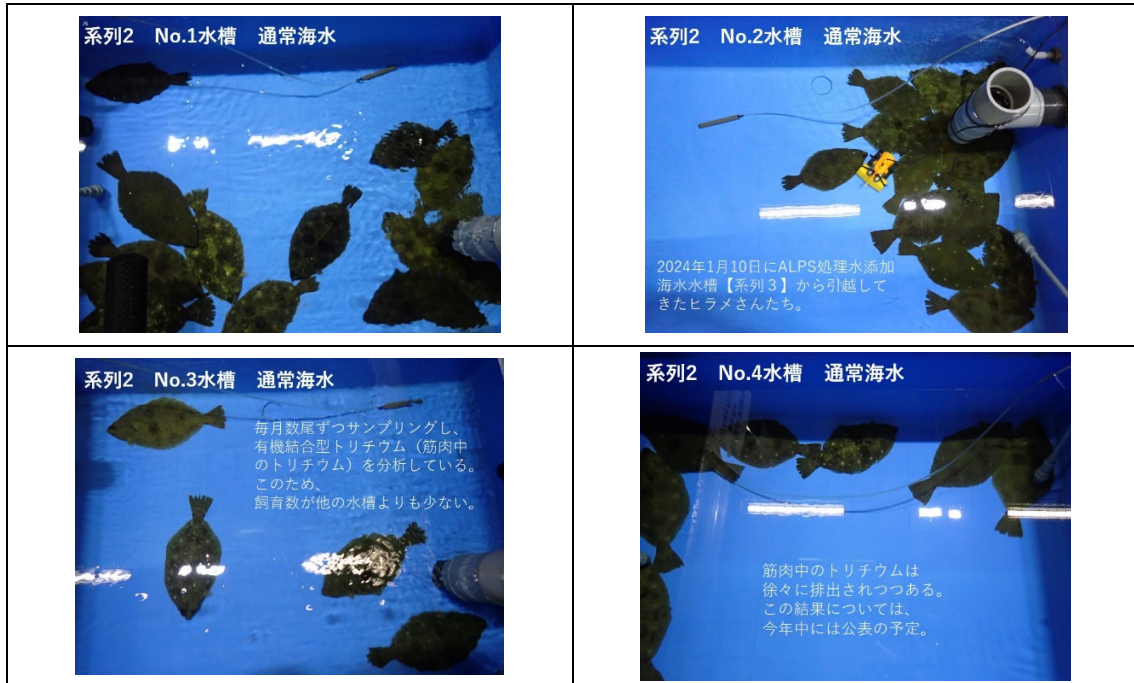 系列2 No.1水槽 通常海水
系列2 No.2水槽 通常海水
2024年1月10日にALPS処理水添加
海水水槽【系列３】から引越して
きたヒラメさんたち。
系列2 No.3水槽 通常海水
毎月数尾ずつサンプリングし、
有機結合型トリチウム（筋肉中
のトリチウム）を分析している。
このため、
飼育数が他の水槽よりも少ない。
系列2 No.4水槽 通常海水
筋肉中のトリチウムは
徐々に排出されつつある。
この結果については、
今年中には公表の予定。